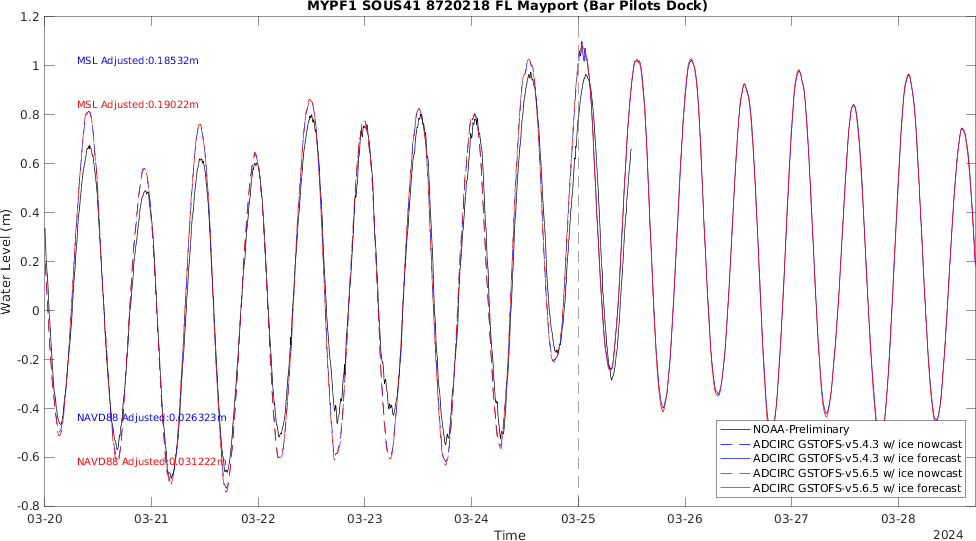 MYPF1 SOUS41 8720218 FL Mayport (Bar Pilots Dock)
1.2
1
0.8
0.6
0.4
0.2
0
-0.2
-0.4
-0.6
-0.8
Water Level (m)
MSL Adjusted:0.18532m
MSL Adjusted:0.19022m
NAVD88 Adjusted:0.026323m
NAVD88 Adjusted:0.031222m
NOAA-Preliminary
ADCIRC GSTOFS-v5.4.3 w/ ice nowcast
ADCIRC GSTOFS-v5.4.3 w/ ice forecast
ADCIRC GSTOFS-v5.6.5 w/ ice nowcast
ADCIRC GSTOFS-v5.6.5 w/ ice forecast
03-20 03-21 03-22 03-23 03-24 03-25 03-26 03-27 03-28
Time
2024